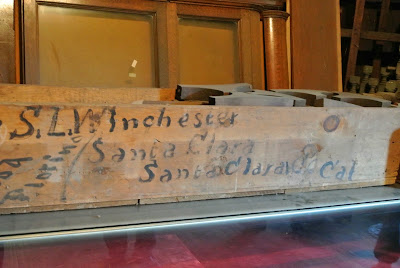 S.L.Winchester
Santa Clara
Santa Clara Co Cal